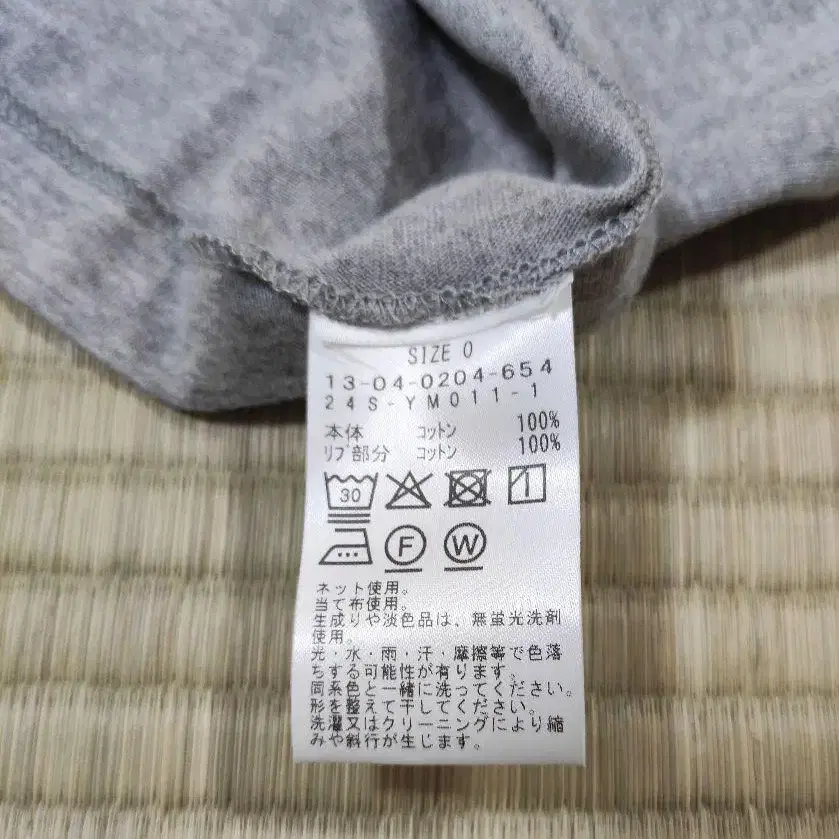 SIZE 0
13-04-0204-654
24S-YM011-1
本体 コットン 100%
リブ部分 コットン 100%
30
F W
ネット使用。
当て布使用。
生成りや淡色品は、無蛍光洗剤
使用。
光・水・雨・汗・摩擦等で色落
ちする可能性が有ります。
同系色と一緒に洗ってください。
形を整えて干してください。
洗濯又はクリーニングにより縮
みや斜行が生じます。